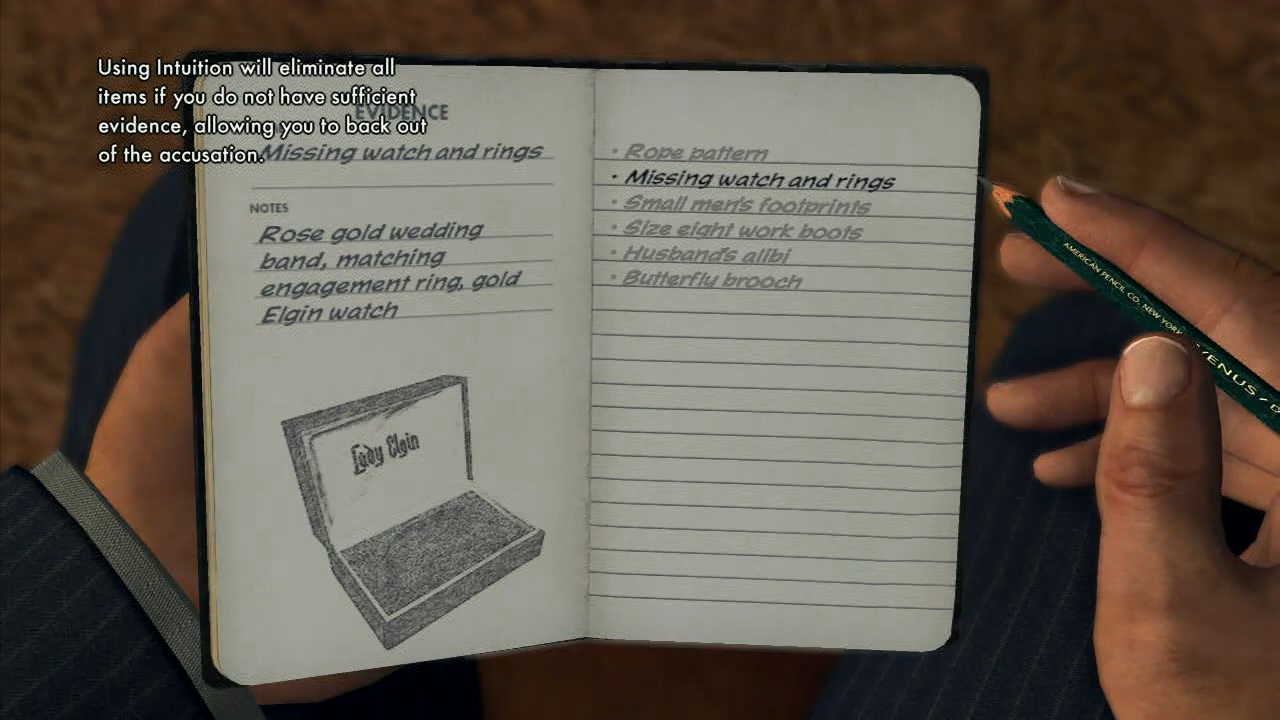 Using Intuition will eliminate all
items if you do not have sufficient
evidence, allowing you to back out
of the accusation.
EVIDENCE
Missing watch and rings
NOTES
Rose gold wedding
band, matching
engagement ring, gold
Elgin watch
Lady Elgin
• Rope pattern
• Missing watch and rings
• Small men's footprints
• Size eight work boots
• Husband's alibi
• Butterfly brooch
AMERICAN PENCIL CO. NEW YORK
VENUS